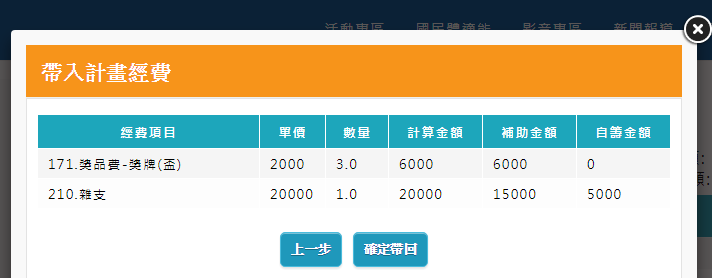 活動專區 國民體適能 影音專區 新聞報導
帶入計畫經費
經費項目 單價 數量 計算金額 補助金額 自籌金額
171.獎品費-獎牌(盃) 2000 3.0 6000 6000 0
210.雜支 20000 1.0 20000 15000 5000
上一步 確定帶回